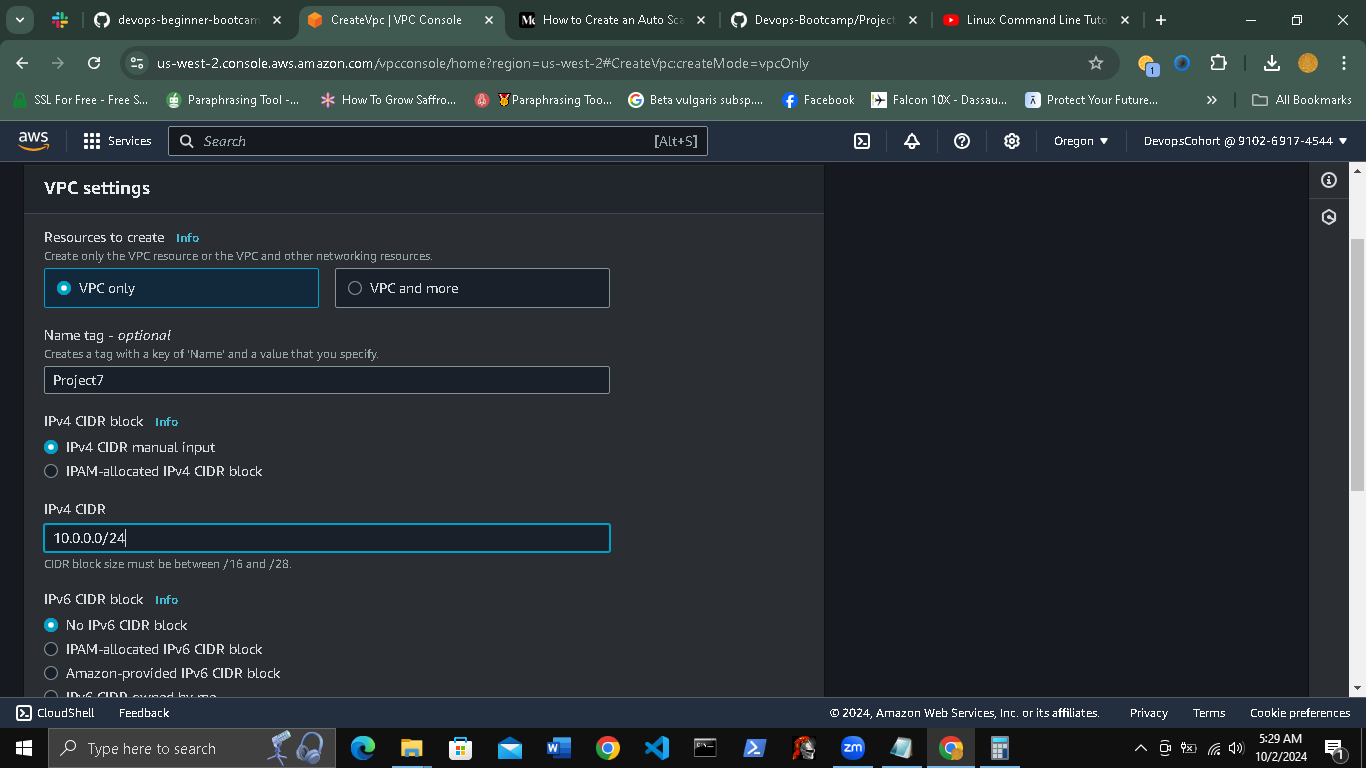 devops-beginner-bootcam
CreateVpc | VPC Console
How to Create an Auto Sca
Devops-Bootcamp/Project
Linux Command Line Tuto
us-west-2.console.aws.amazon.com/vpcconsole/home?region=us-west-2#CreateVpc:createMode=vpcOnly
1
SSL For Free - Free S...
Paraphrasing Tool -...
How To Grow Saffro...
Paraphrasing Too...
Beta vulgaris subsp....
Facebook
Falcon 10X - Dassau...
Protect Your Future...
»
All Bookmarks
aws
Services
Search
[Alt+S]
Oregon
DevopsCohort @ 9102-6917-4544
VPC settings
Resources to create Info
Create only the VPC resource or the VPC and other networking resources.
VPC only
VPC and more
Name tag - optional
Creates a tag with a key of 'Name' and a value that you specify.
Project7
IPv4 CIDR block Info
IPv4 CIDR manual input
IPAM-allocated IPv4 CIDR block
IPv4 CIDR
10.0.0.0/24
CIDR block size must be between /16 and /28.
IPv6 CIDR block Info
No IPv6 CIDR block
IPAM-allocated IPv6 CIDR block
Amazon-provided IPv6 CIDR block
IPv6 CIDR owned by me
CloudShell
Feedback
© 2024, Amazon Web Services, Inc. or its affiliates.
Privacy
Terms
Cookie preferences
Type here to search
zm
5:29 AM
10/2/2024
1